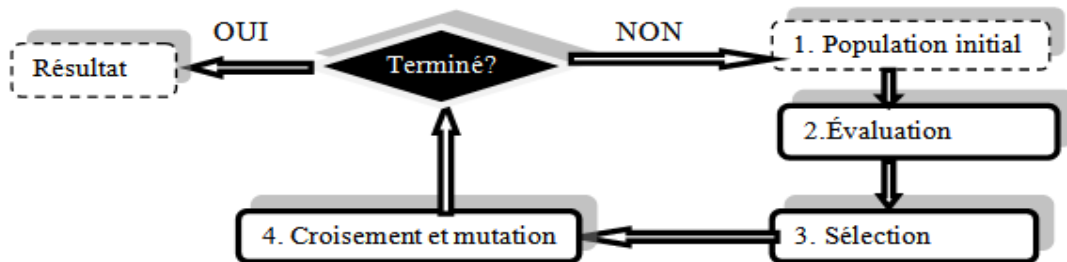 OUI
NON
Résultat
Terminé?
1. Population initial
2.Évaluation
4. Croisement et mutation
3. Sélection